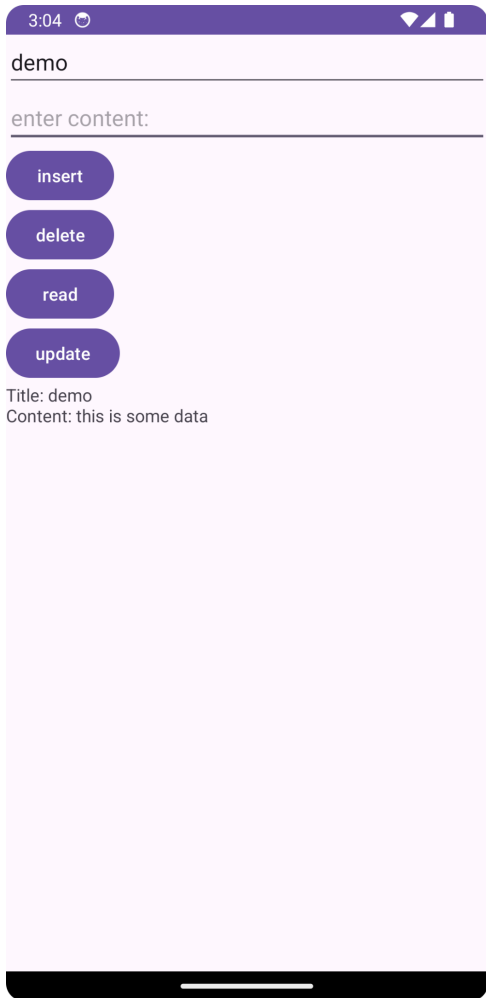 3:04
demo
enter content:
insert
delete
read
update
Title: demo
Content: this is some data